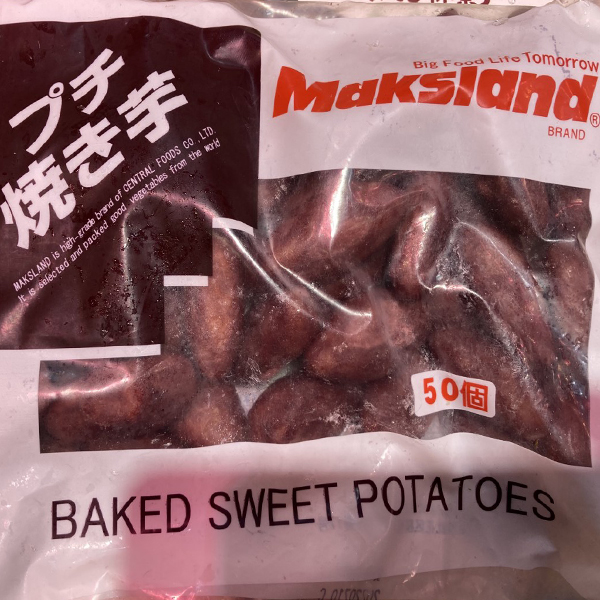 Big Food Life Tomorrow
Maksland®
BRAND
プチ
焼き芋
MAKSLAND is high-grade brand of CENTRAL FOODS CO.,LTD.
It is selected and packed good vegetables from the world
50個
BAKED SWEET POTATOES